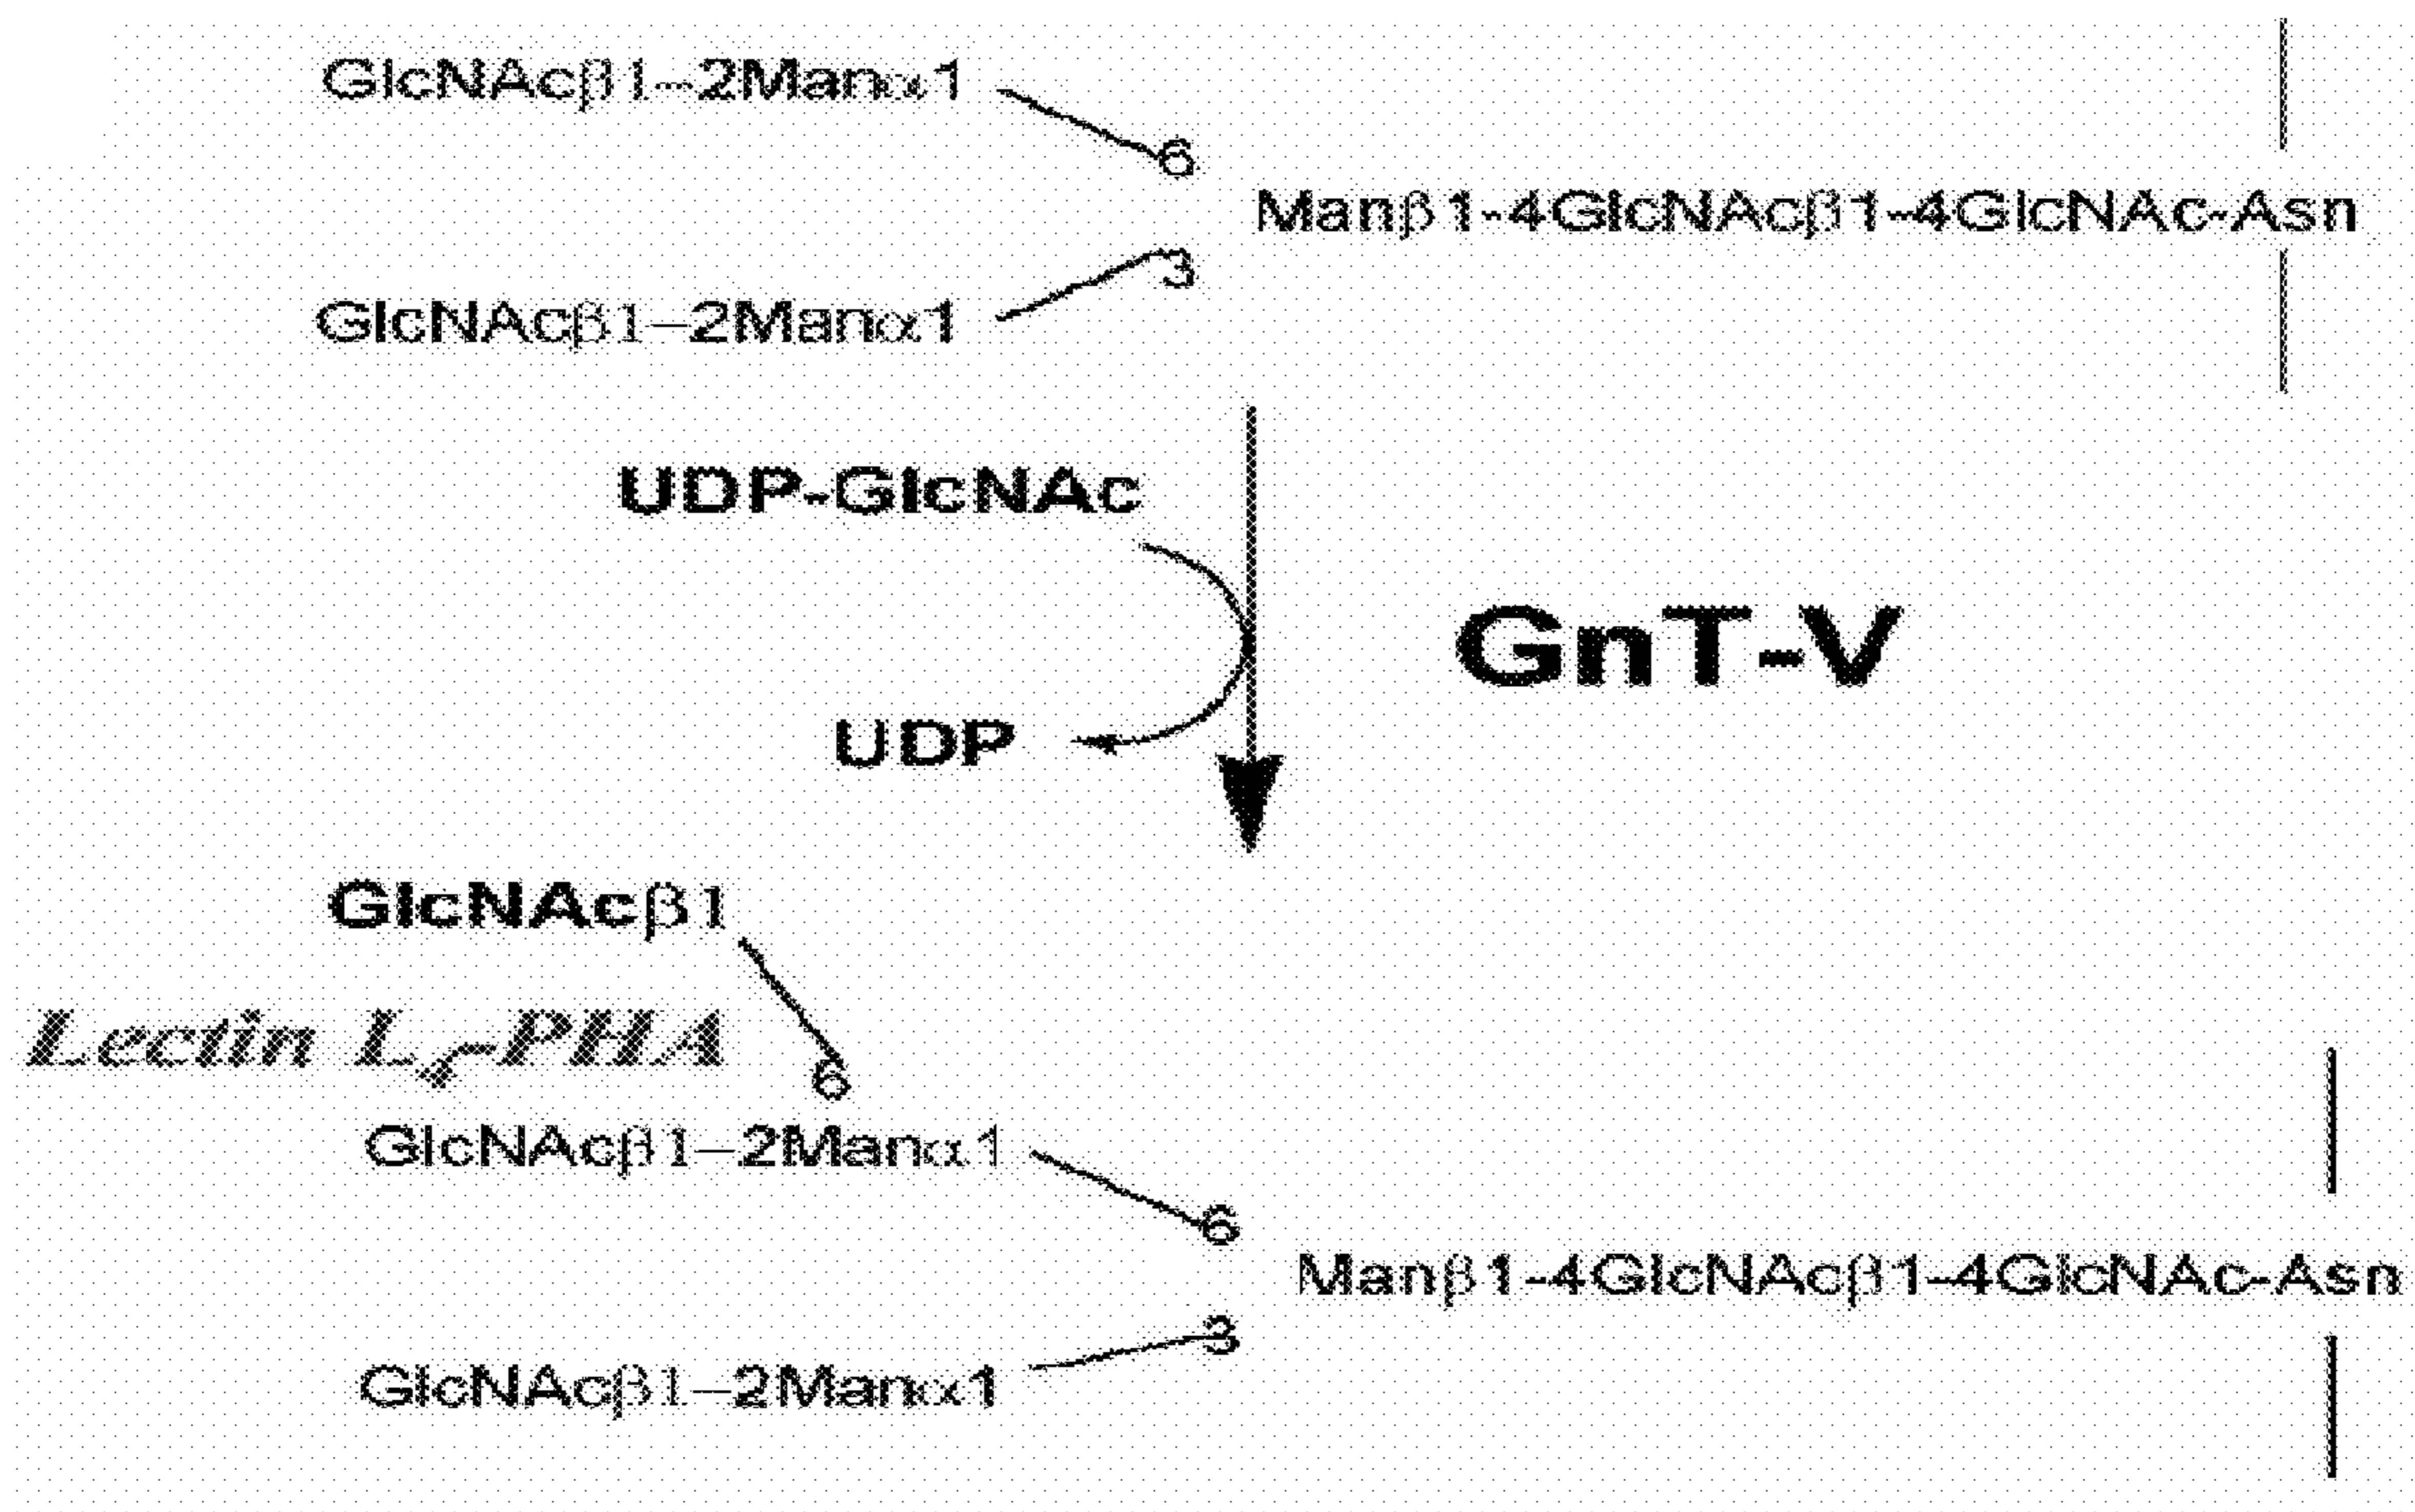 GlcNAcβ1–2Manα1
6
Manβ1-4GlcNAcβ1-4GlcNAc-Asn
3
GlcNAcβ1–2Manα1
UDP-GlcNAc
GnT-V
UDP
GlcNAcβ1
Lectin L4-PHA
6
GlcNAcβ1–2Manα1
6
Manβ1-4GlcNAcβ1-4GlcNAc-Asn
3
GlcNAcβ1–2Manα1